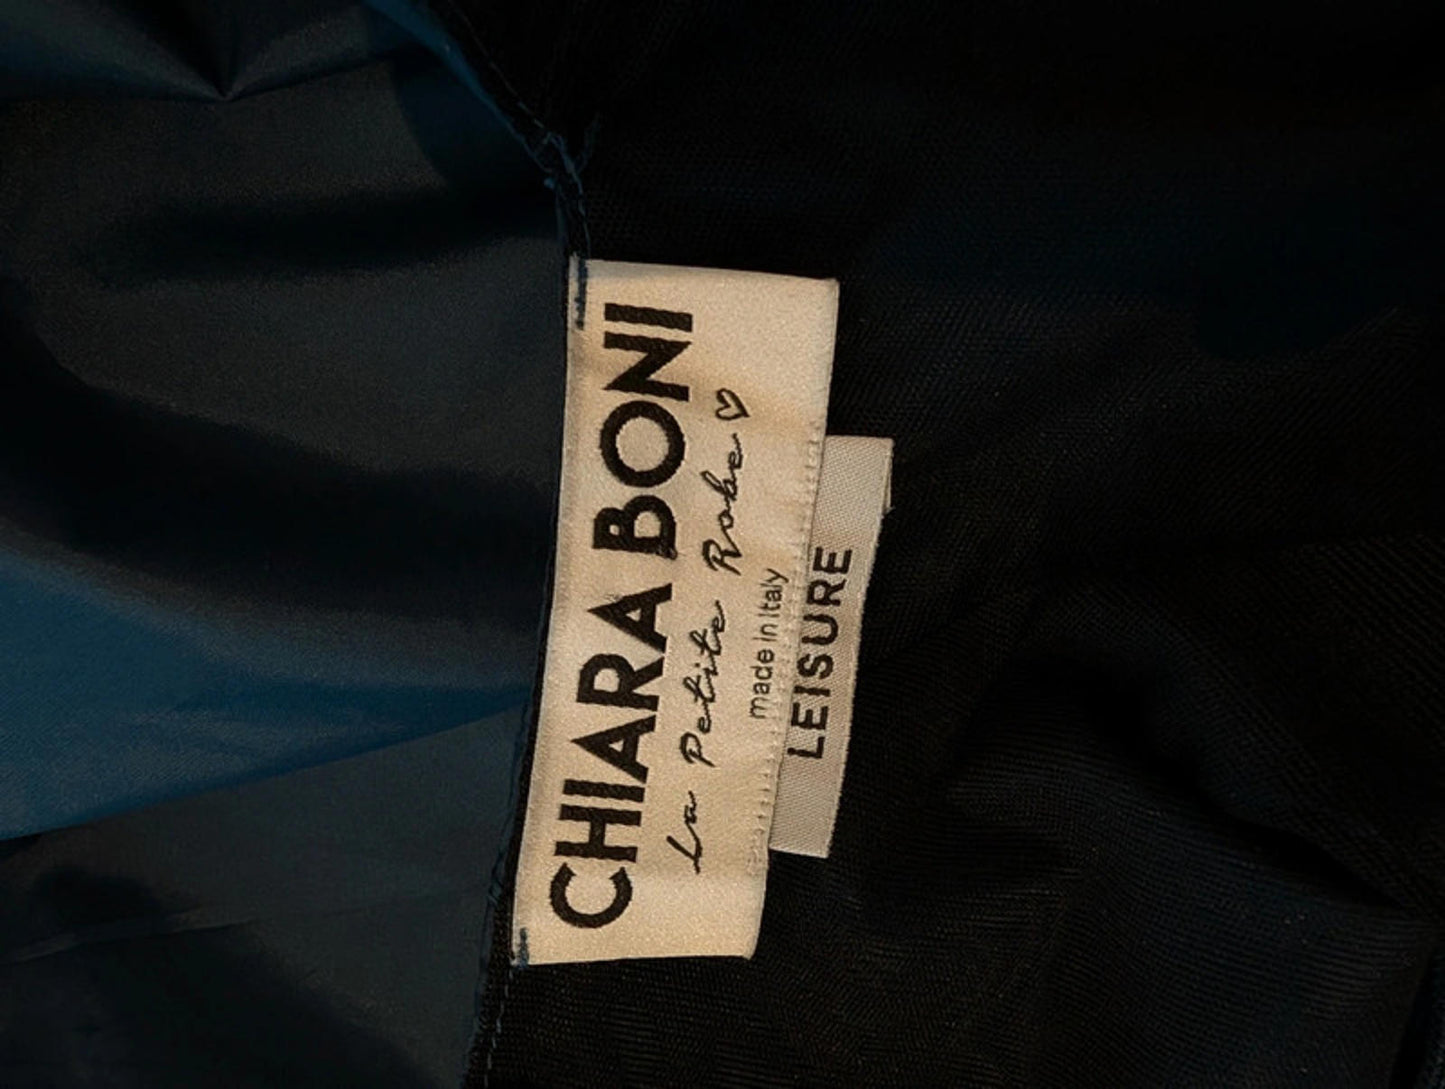 CHIARA BONI
La Petite Robe♡
made in Italy
LEISURE